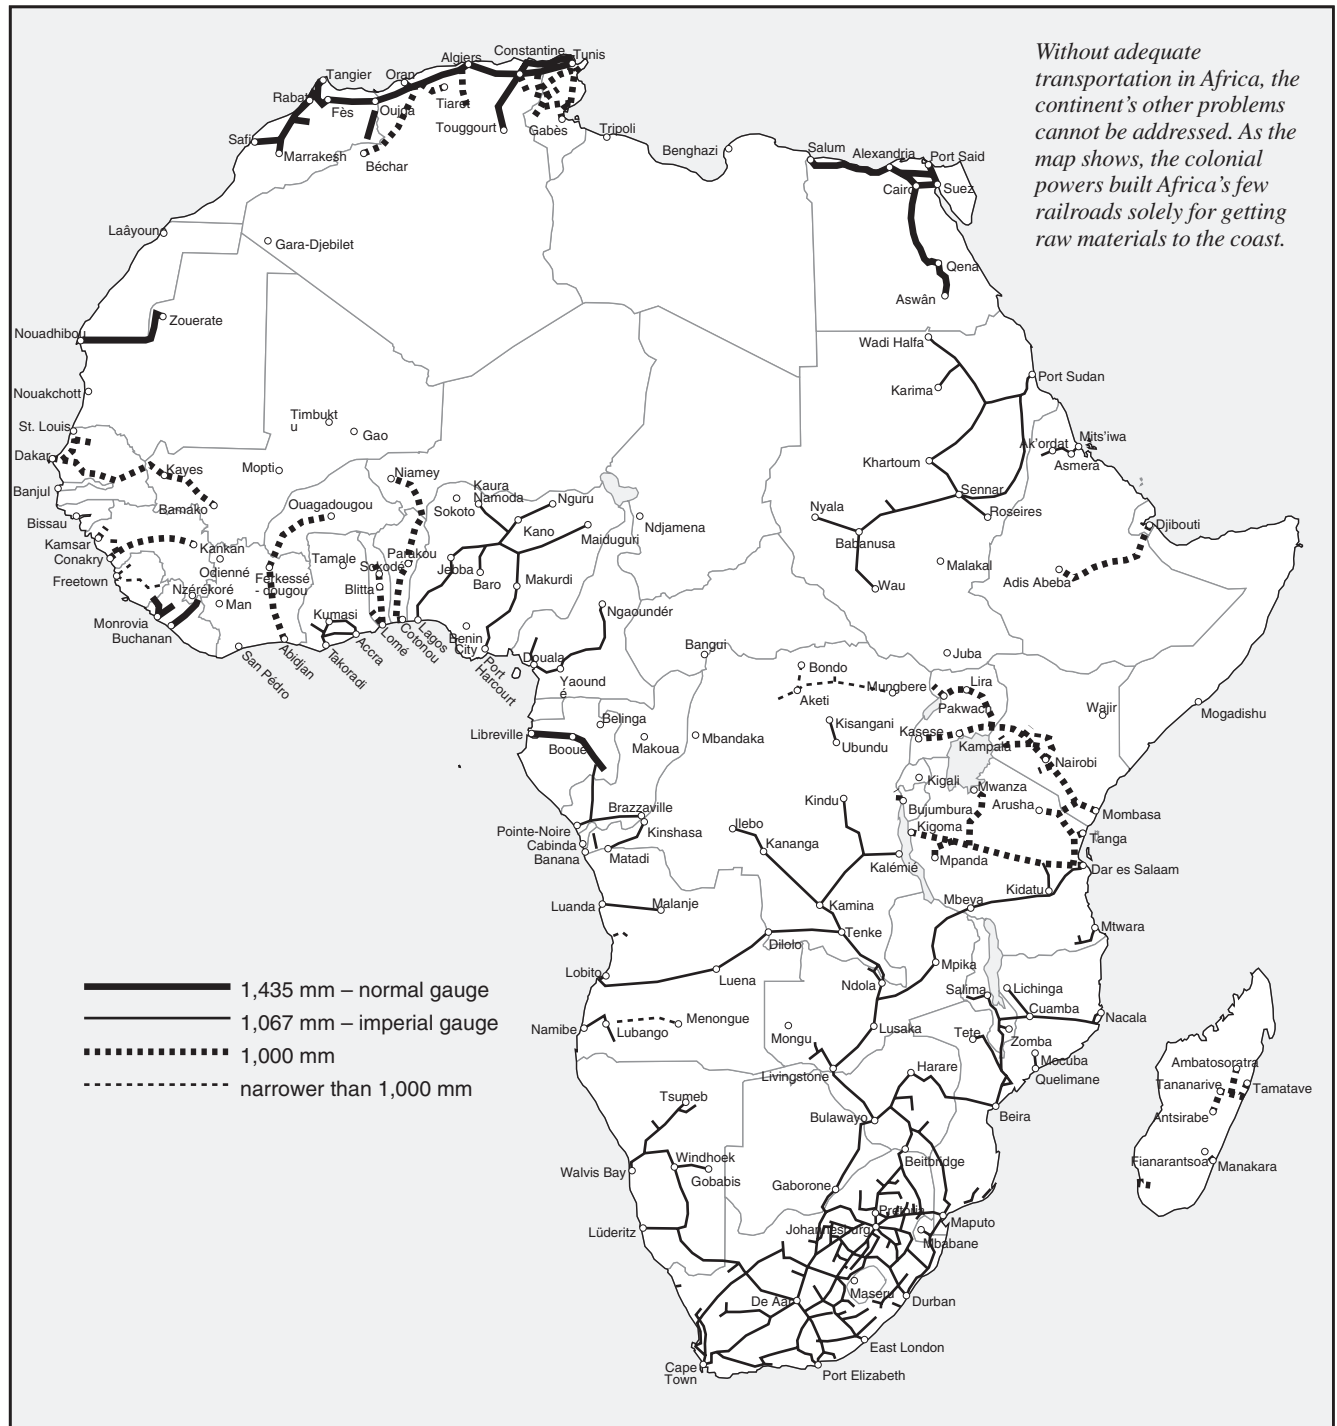 Without adequate
transportation in Africa, the
continent's other problems
cannot be addressed. As the
map shows, the colonial
powers built Africa's few
railroads solely for getting
raw materials to the coast.
Constantine
Tunis
Algiers
Oran
Tangier
Rabat
Fès
Oujda
Tiaret
Touggourt
Gabès
Tripoli
Safi
Marrakesh
Béchar
Benghazi
Salum
Alexandria
Port Said
Cairo
Suez
Laâyoun
Gara-Djebilet
Qena
Aswân
Zouerate
Nouadhibou
Wadi Halfa
Nouakchott
Karima
Port Sudan
Timbukt
u
Gao
St. Louis
Ak'ordat
Mits'iwa
Asmera
Dakar
Kayes
Mopti
Niamey
Khartoum
Banjul
Bamako
Ouagadougou
Kaura
Namoda
Sokoto
Nguru
Sennar
Roseires
Nyala
Bissau
Kano
Maiduguri
Ndjamena
Djibouti
Kamsar
Conakry
Kankan
Odienné
Tamale
Parakou
Sokodé
Babanusa
Malakal
Adis Abeba
Freetown
Ferkessé
- dougou
Blitta
Jebba
Baro
Makurdi
Wau
Nzérékoré
Man
Kumasi
Monrovia
Buchanan
Ngaoundér
San Pédro
Abidjan
Takoradi
Accra
Lomé
Cotonou
Lagos
Benin
City
Port
Harcourt
Douala
Yaound
é
Bangui
Juba
Bondo
Aketi
Mungbere
Lira
Pakwach
Wajir
Mogadishu
Libreville
Belinga
Booué
Makoua
Mbandaka
Kisangani
Ubundu
Kasese
Kampala
Nairobi
Kigali
Mwanza
Arusha
Mombasa
Brazzaville
Kinshasa
Pointe-Noire
Cabinda
Banana
Matadi
Ilebo
Kananga
Kindu
Bujumbura
Kigoma
Tanga
Kalémié
Mpanda
Dar es Salaam
Kidatu
Mbeya
Luanda
Malanje
Kamina
Mtwara
Dilolo
Tenke
Lobito
Luena
Ndola
Mpika
Salima
Lichinga
Cuamba
Nacala
1,435 mm – normal gauge
1,067 mm – imperial gauge
1,000 mm
narrower than 1,000 mm
Namibe
Lubango
Menongue
Mongu
Lusaka
Tete
Zomba
Mocuba
Quelimane
Livingstone
Harare
Ambatosoratra
Tananarive
Tamatave
Antsirabe
Tsumeb
Bulawayo
Beira
Fianarantsoa
Manakara
Walvis Bay
Windhoek
Gobabis
Beitbridge
Gaborone
Lüderitz
Pretoria
Johannesburg
Maputo
Mbabane
Maseru
De Aar
Durban
East London
Cape
Town
Port Elizabeth